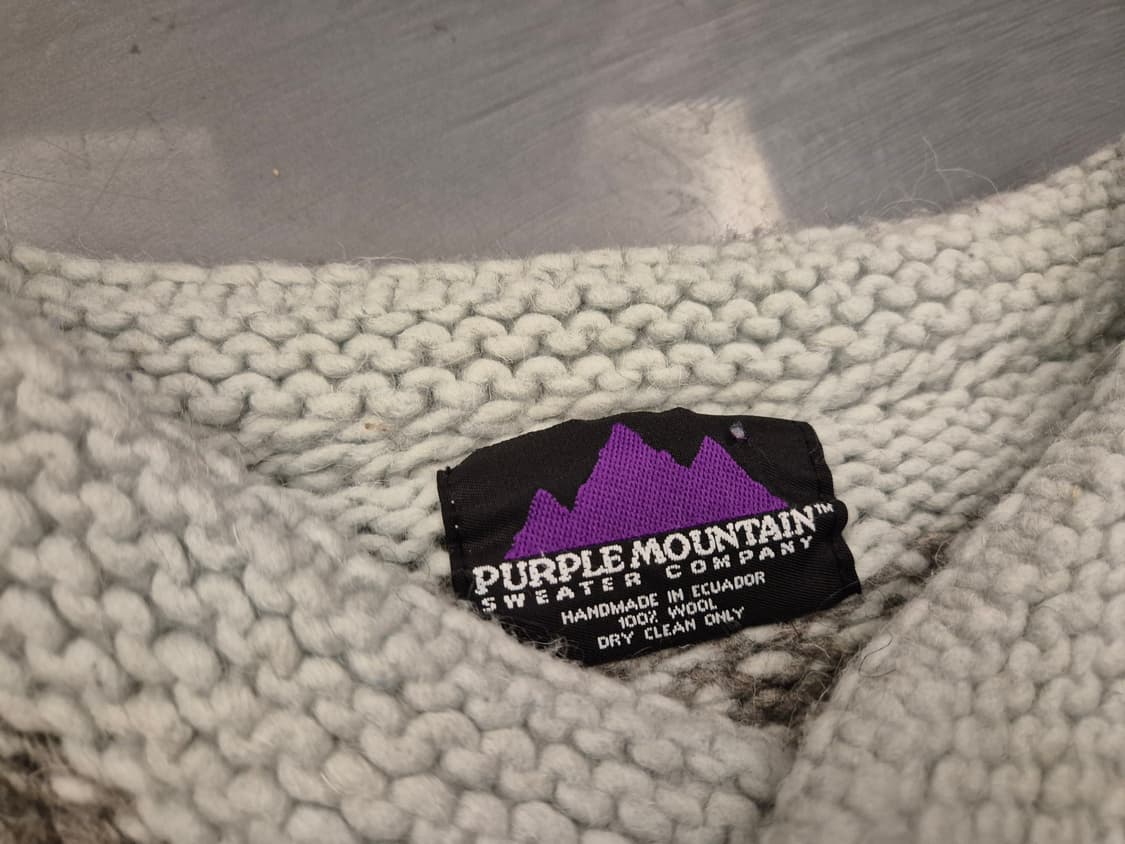 PURPLE MOUNTAIN™
SWEATER COMPANY
HANDMADE IN ECUADOR
100% WOOL
DRY CLEAN ONLY